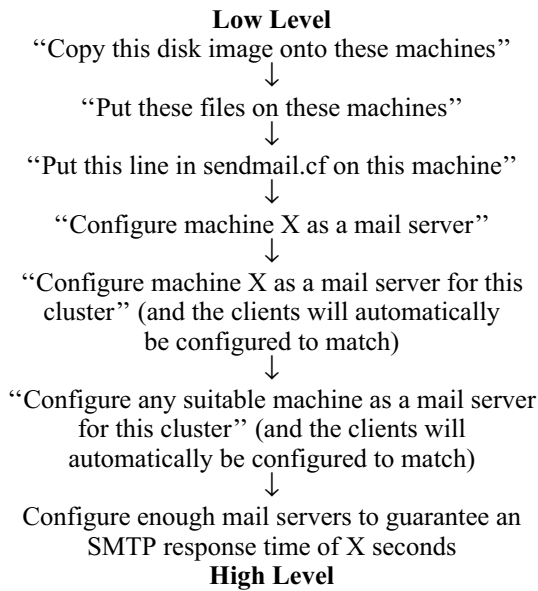 Low Level
‘‘Copy this disk image onto these machines’’
↓
‘‘Put these files on these machines’’
↓
‘‘Put this line in sendmail.cf on this machine’’
↓
‘‘Configure machine X as a mail server’’
↓
‘‘Configure machine X as a mail server for this
cluster’’ (and the clients will automatically
be configured to match)
↓
‘‘Configure any suitable machine as a mail server
for this cluster’’ (and the clients will
automatically be configured to match)
↓
Configure enough mail servers to guarantee an
SMTP response time of X seconds
High Level